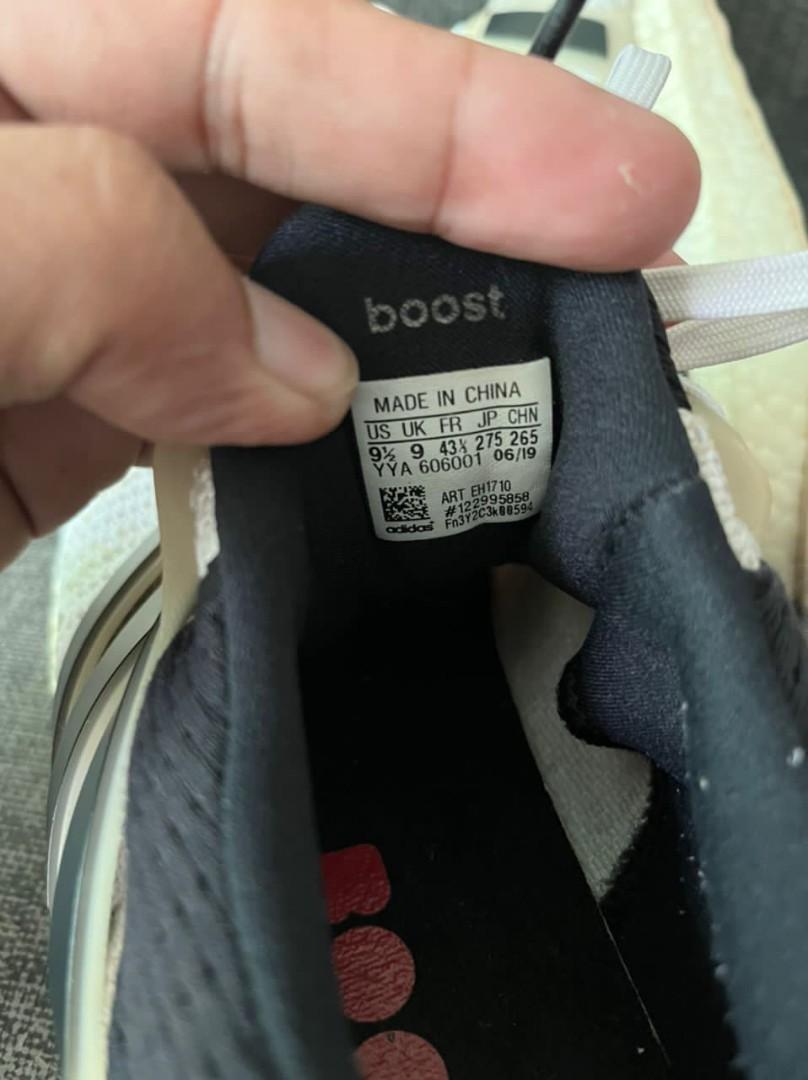 boost
MADE IN CHINA
US UK FR JP CHN
9½ 9 43⅓ 275 265
YYA 606001 06/19
ART EH1710
#122995858
adidas